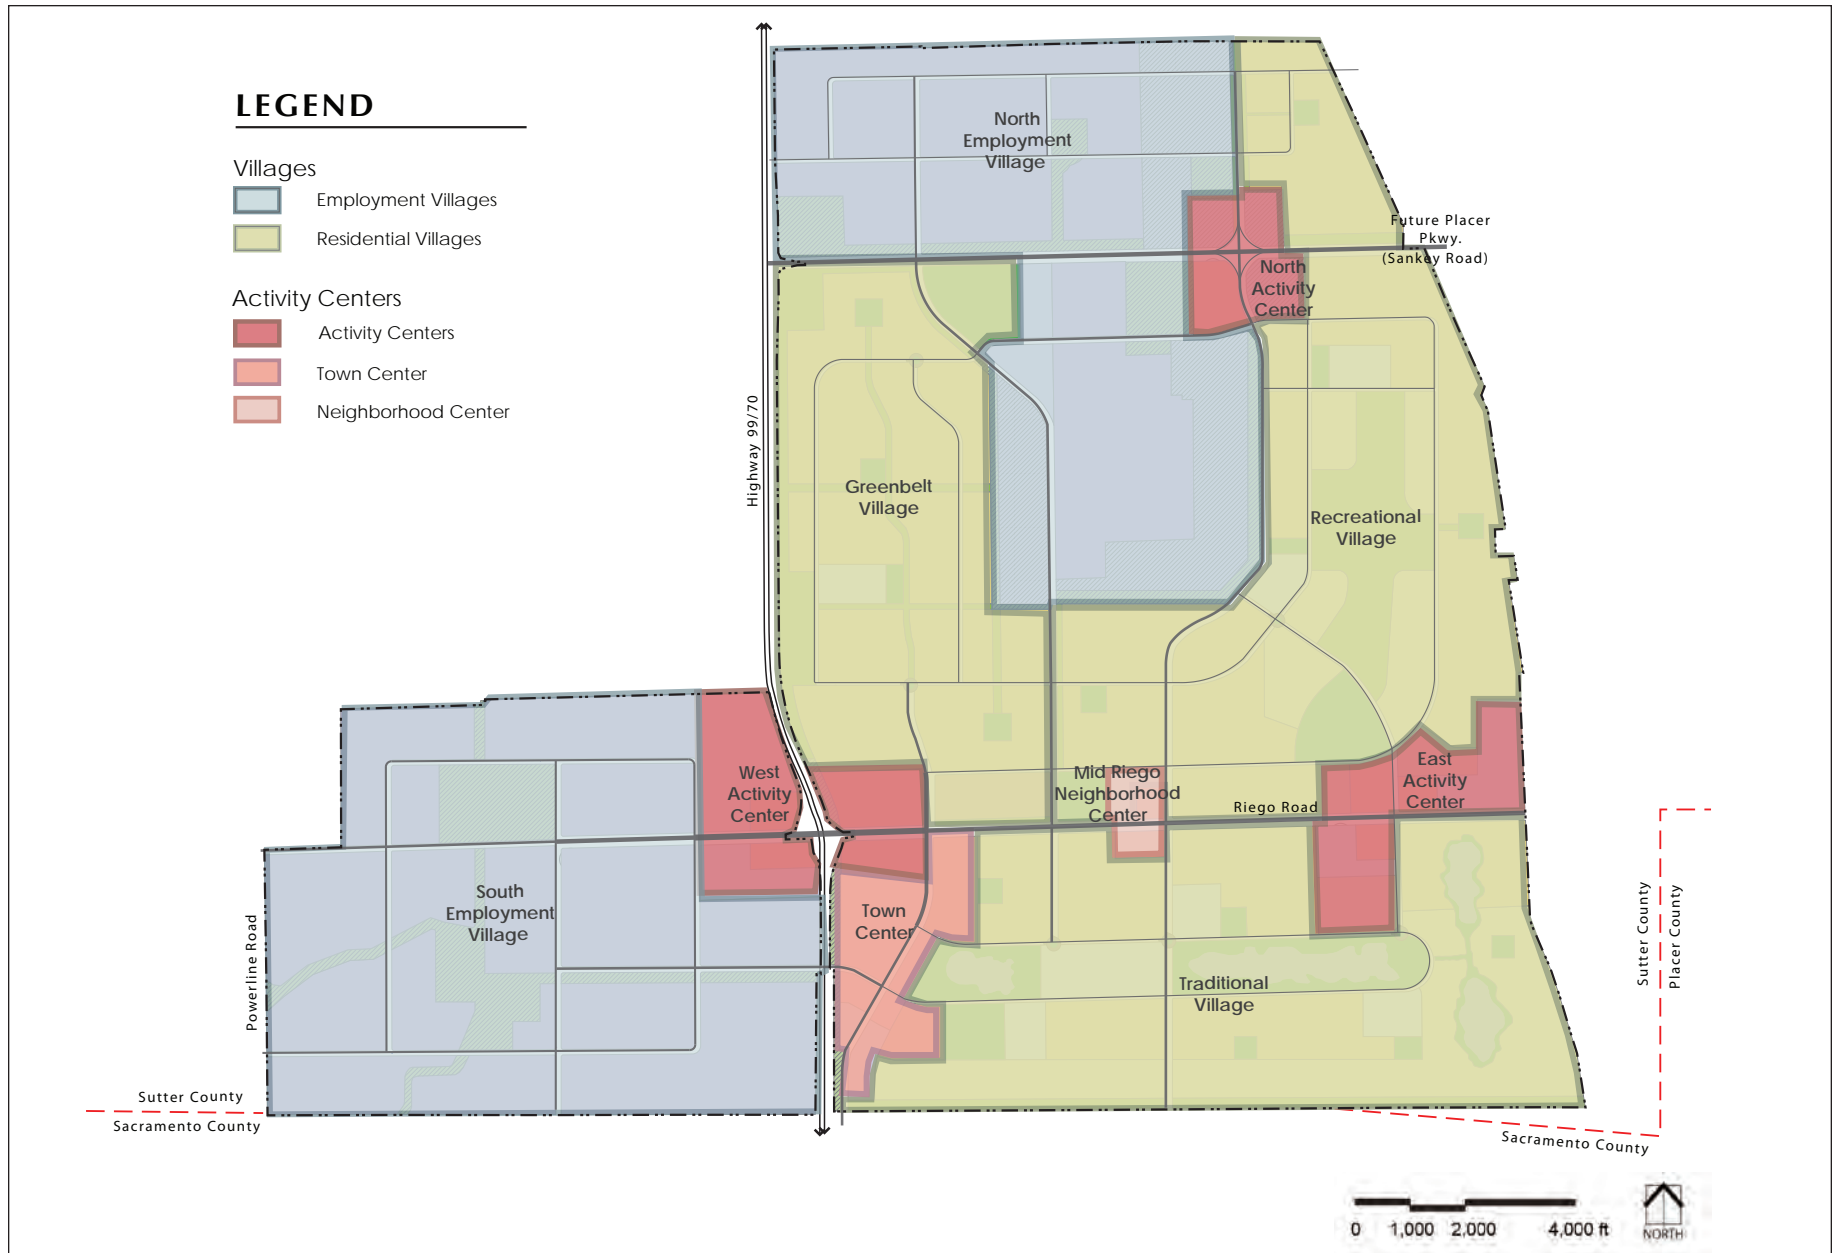 LEGEND
Villages
Employment Villages
Residential Villages
Activity Centers
Activity Centers
Town Center
Neighborhood Center
North
Employment
Village
Future Placer
Pkwy.
(Sankey Road)
North
Activity
Center
Highway 99/70
Greenbelt
Village
Recreational
Village
West
Activity
Center
Mid Riego
Neighborhood
Center
Riego Road
East
Activity
Center
South
Employment
Village
Town
Center
Traditional
Village
Powerline Road
Sutter County
Placer County
Sutter County
Sacramento County
Sacramento County
0 1,000 2,000 4,000 ft
NORTH